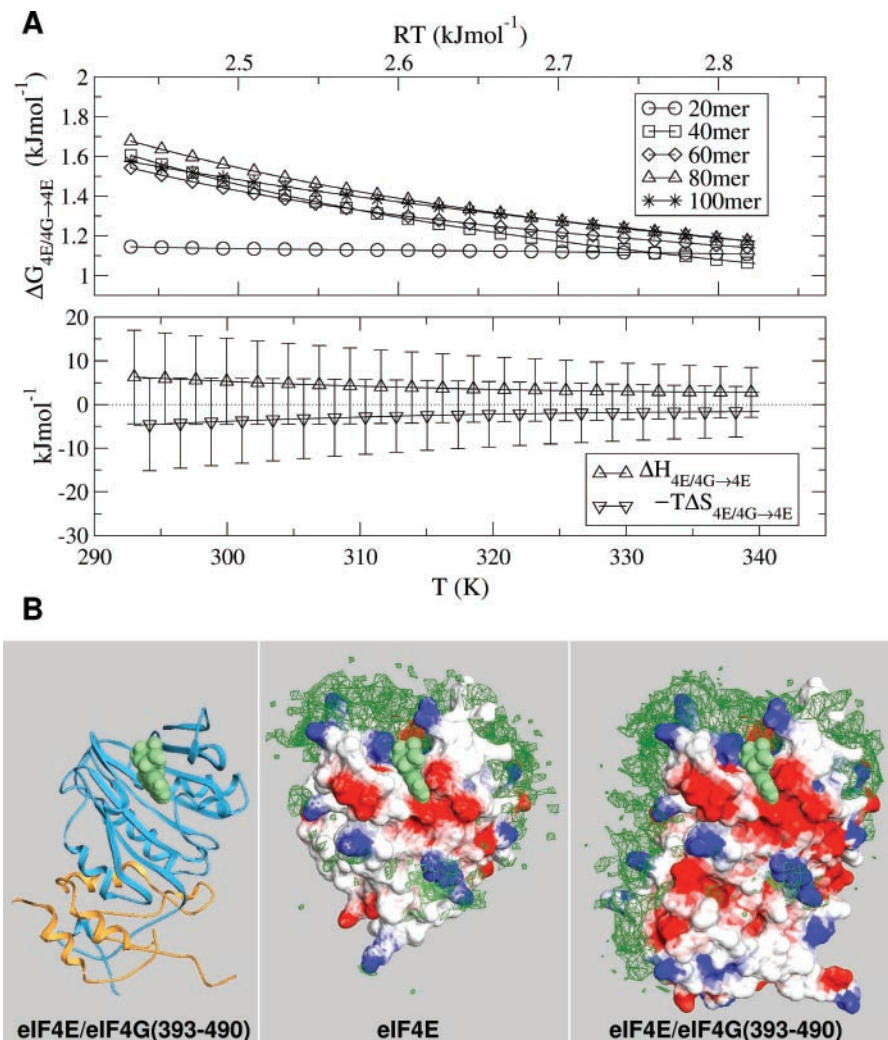 A
RT (kJmol⁻¹)
2.5 2.6 2.7 2.8
ΔG4E/4G→4E (kJmol⁻¹)
2
1.8
1.6
1.4
1.2
1
20mer
40mer
60mer
80mer
100mer
kJmol⁻¹
20
10
0
-10
-20
-30
ΔH4E/4G→4E
−TΔS4E/4G→4E
290 300 310 320 330 340
T (K)
B
eIF4E/eIF4G(393-490) eIF4E eIF4E/eIF4G(393-490)